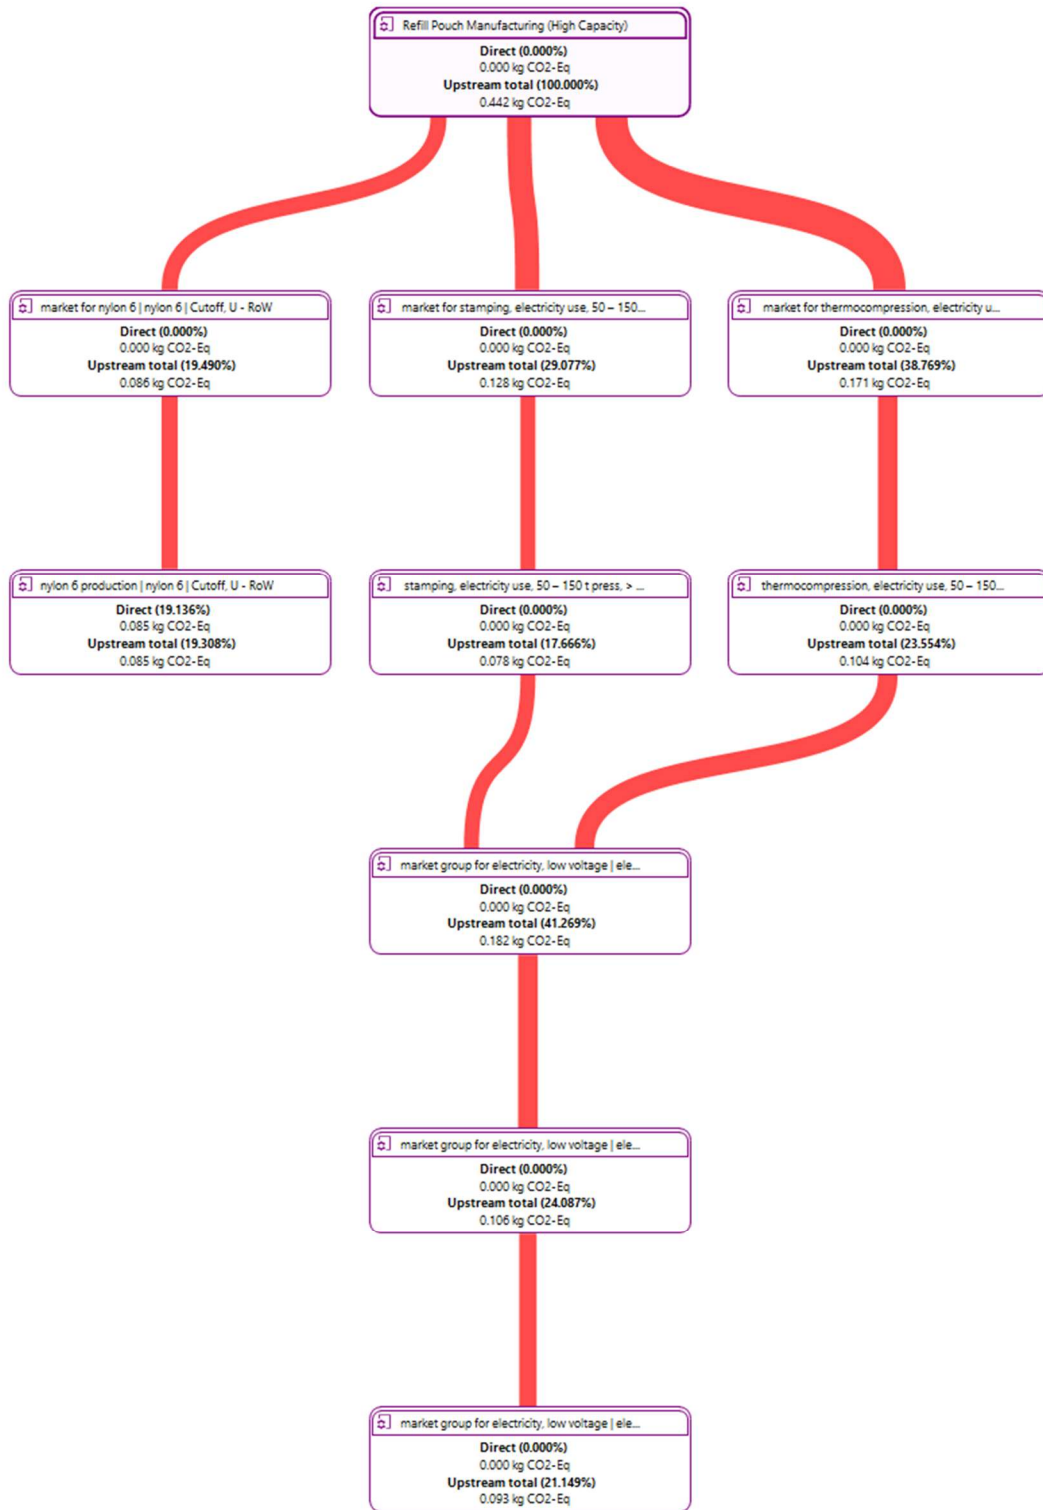 Refill Pouch Manufacturing (High Capacity)
Direct (0.000%)
0.000 kg CO2-Eq
Upstream total (100.000%)
0.442 kg CO2-Eq
market for nylon 6 | nylon 6 | Cutoff, U - RoW
Direct (0.000%)
0.000 kg CO2-Eq
Upstream total (19.490%)
0.086 kg CO2-Eq
market for stamping, electricity use, 50 – 150...
Direct (0.000%)
0.000 kg CO2-Eq
Upstream total (29.077%)
0.128 kg CO2-Eq
market for thermocompression, electricity u...
Direct (0.000%)
0.000 kg CO2-Eq
Upstream total (38.769%)
0.171 kg CO2-Eq
nylon 6 production | nylon 6 | Cutoff, U - RoW
Direct (19.136%)
0.085 kg CO2-Eq
Upstream total (19.308%)
0.085 kg CO2-Eq
stamping, electricity use, 50 – 150 t press, > ...
Direct (0.000%)
0.000 kg CO2-Eq
Upstream total (17.666%)
0.078 kg CO2-Eq
thermocompression, electricity use, 50 – 150...
Direct (0.000%)
0.000 kg CO2-Eq
Upstream total (23.554%)
0.104 kg CO2-Eq
market group for electricity, low voltage | ele...
Direct (0.000%)
0.000 kg CO2-Eq
Upstream total (41.269%)
0.182 kg CO2-Eq
market group for electricity, low voltage | ele...
Direct (0.000%)
0.000 kg CO2-Eq
Upstream total (24.087%)
0.106 kg CO2-Eq
market group for electricity, low voltage | ele...
Direct (0.000%)
0.000 kg CO2-Eq
Upstream total (21.149%)
0.093 kg CO2-Eq